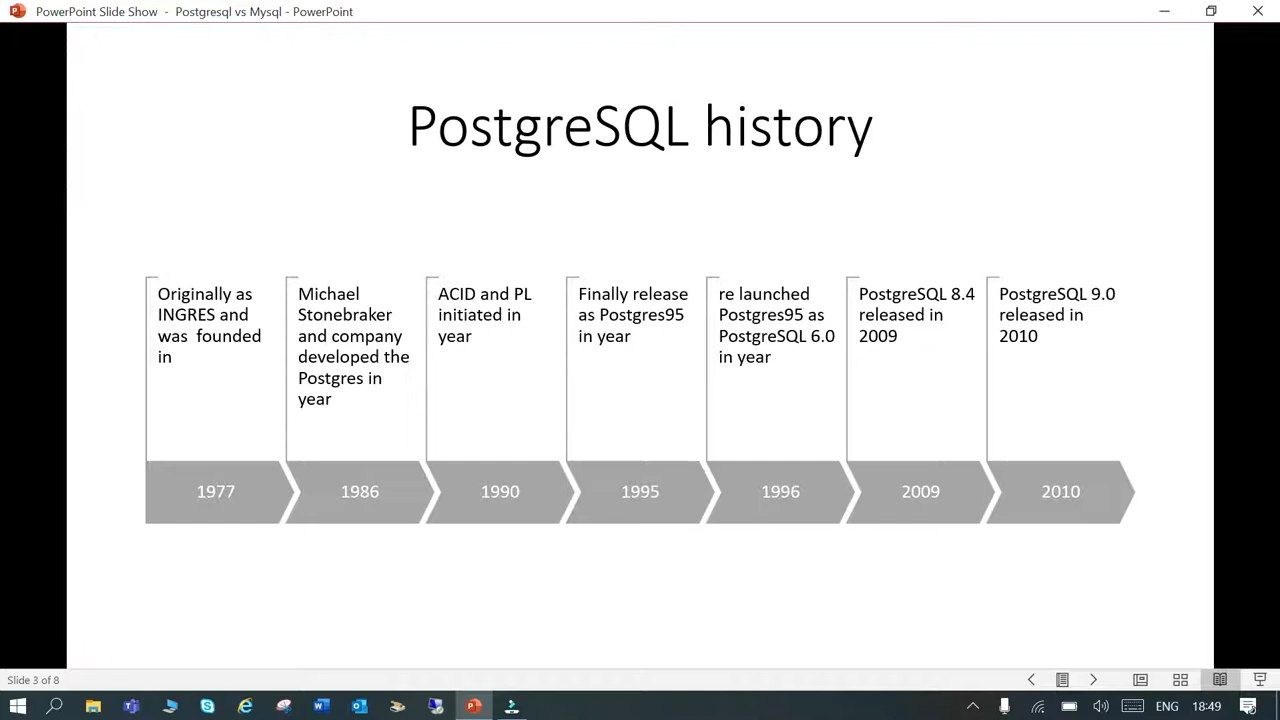 PowerPoint Slide Show - Postgresql vs Mysql - PowerPoint
PostgreSQL history
Originally as
INGRES and
was founded
in
1977
Michael
Stonebraker
and company
developed the
Postgres in
year
1986
ACID and PL
initiated in
year
1990
Finally release
as Postgres95
in year
1995
re launched
Postgres95 as
PostgreSQL 6.0
in year
1996
PostgreSQL 8.4
released in
2009
2009
PostgreSQL 9.0
released in
2010
2010
Slide 3 of 8
ENG
18:49